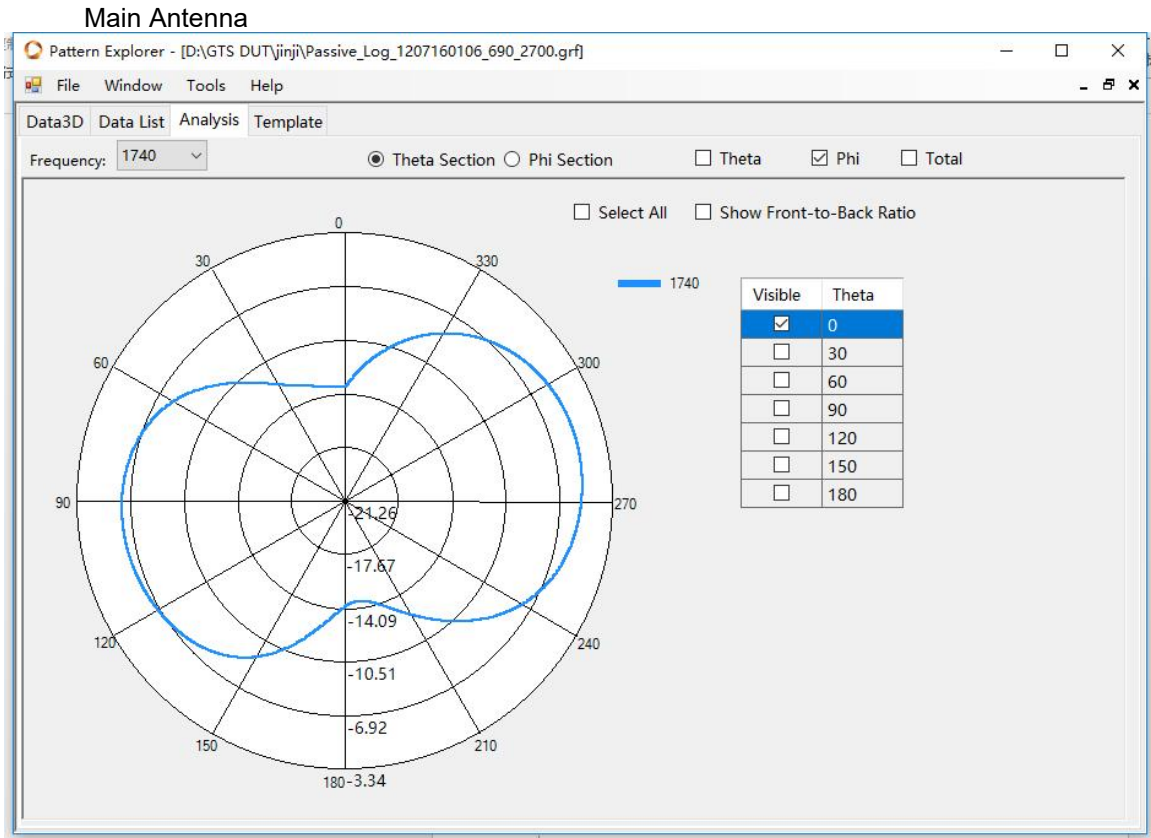 Main Antenna
Pattern Explorer - [D:\GTS DUT\jinji\Passive_Log_1207160106_690_2700.grf]
File Window Tools Help
Data3D Data List Analysis Template
Frequency: 1740 Theta Section Phi Section Theta Phi Total
Select All Show Front-to-Back Ratio
0
30 330
1740
Visible Theta
0
30
60
90
120
150
180
60 300
90 270
-21.26
-17.67
-14.09
120 240
-10.51
-6.92
150 210
180 -3.34